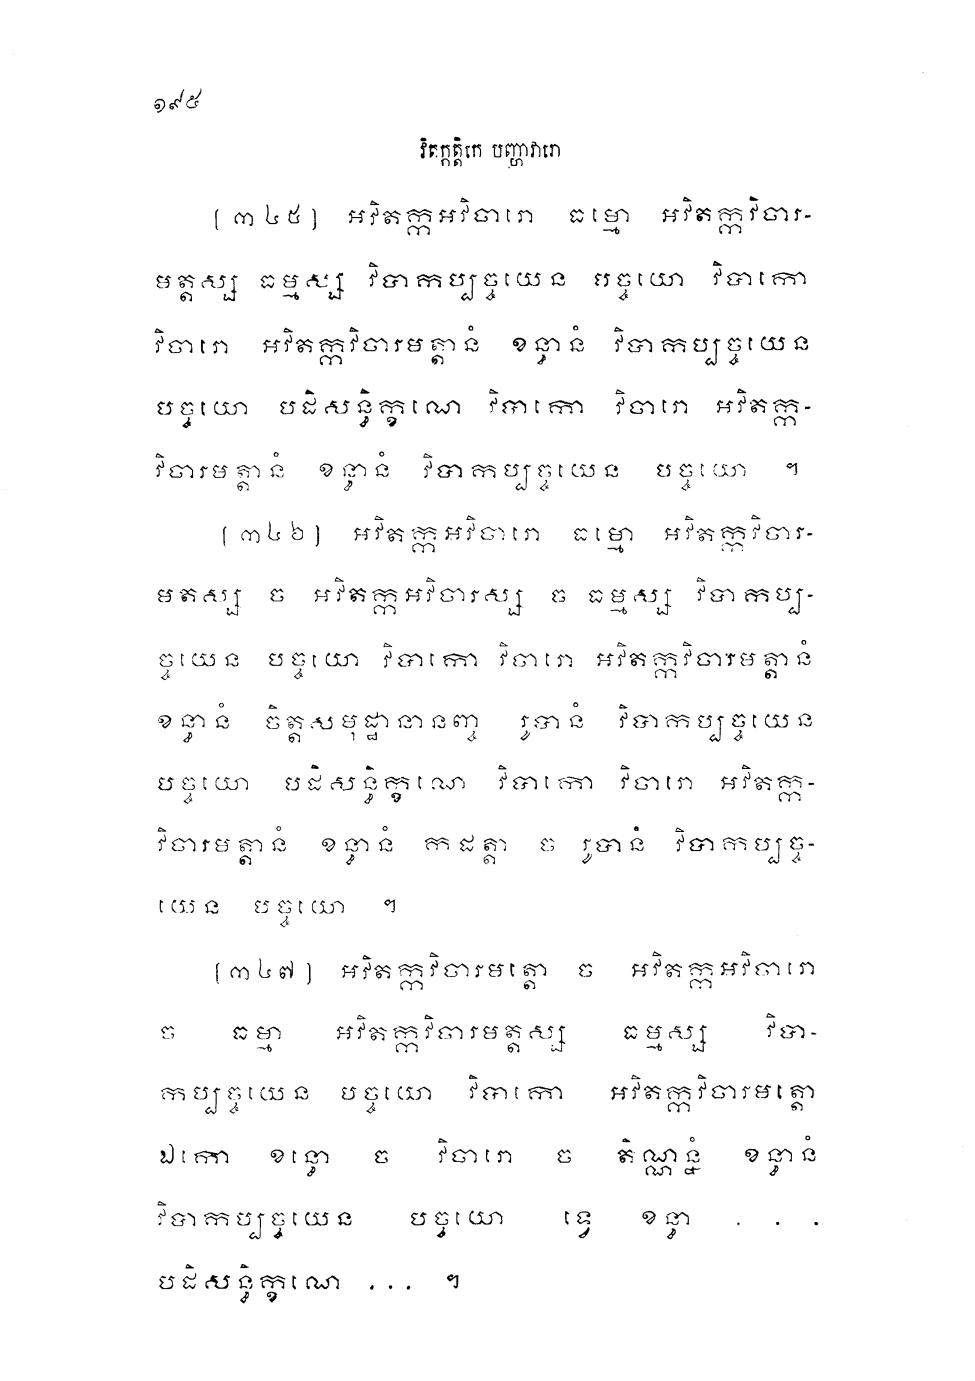 ១៩៥
វិតក្កត្តិកេ បញ្ហាវារោ
[៣៤៥] អវិតក្កអវិចារោ ធម្មោ អវិតក្កវិចារ-
មត្តស្ស ធម្មស្ស វិបាកប្បច្ចយេន បច្ចយោ វិបាកោ
វិចារោ អវិតក្កវិចារមត្តានំ ខន្ធានំ វិបាកប្បច្ចយេន
បច្ចយោ បដិសន្ធិក្ខណេ វិបាកោ វិចារោ អវិតក្ក-
វិចារមត្តានំ ខន្ធានំ វិបាកប្បច្ចយេន បច្ចយោ ។
[៣៤៦] អវិតក្កអវិចារោ ធម្មោ អវិតក្កវិចារ-
មតស្ស ច អវិតក្កអវិចារស្ស ច ធម្មស្ស វិបាកប្ប-
ច្ចយេន បច្ចយោ វិបាកោ វិចារោ អវិតក្កវិចារមត្តានំ
ខន្ធានំ ចិត្តសមុដ្ឋានានញ្ច រូបានំ វិបាកប្បច្ចយេន
បច្ចយោ បដិសន្ធិក្ខណេ វិបាកោ វិចារោ អវិតក្ក-
វិចារមត្តានំ ខន្ធានំ កដត្តា ច រូបានំ វិបាកប្បច្ច-
យេន បច្ចយោ ។
[៣៤៧] អវិតក្កវិចារមត្តោ ច អវិតក្កអវិចារោ
ច ធម្មា អវិតក្កវិចារមត្តស្ស ធម្មស្ស វិបា-
កប្បច្ចយេន បច្ចយោ វិបាកោ អវិតក្កវិចារមត្តោ
ឯកោ ខន្ធោ ច វិចារោ ច តិណ្ណន្នំ ខន្ធានំ
វិបាកប្បច្ចយេន បច្ចយោ ទ្វេ ខន្ធា . . .
បដិសន្ធិក្ខណេ ... ។